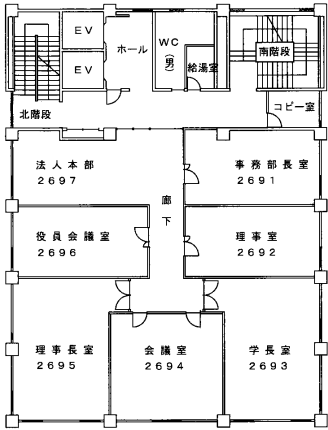 EV
EV
ホール
WC
(男)
給湯室
南階段
北階段
コピー室
法人本部
2697
事務部長室
2691
廊下
役員会議室
2696
理事室
2692
理事長室
2695
会議室
2694
学長室
2693